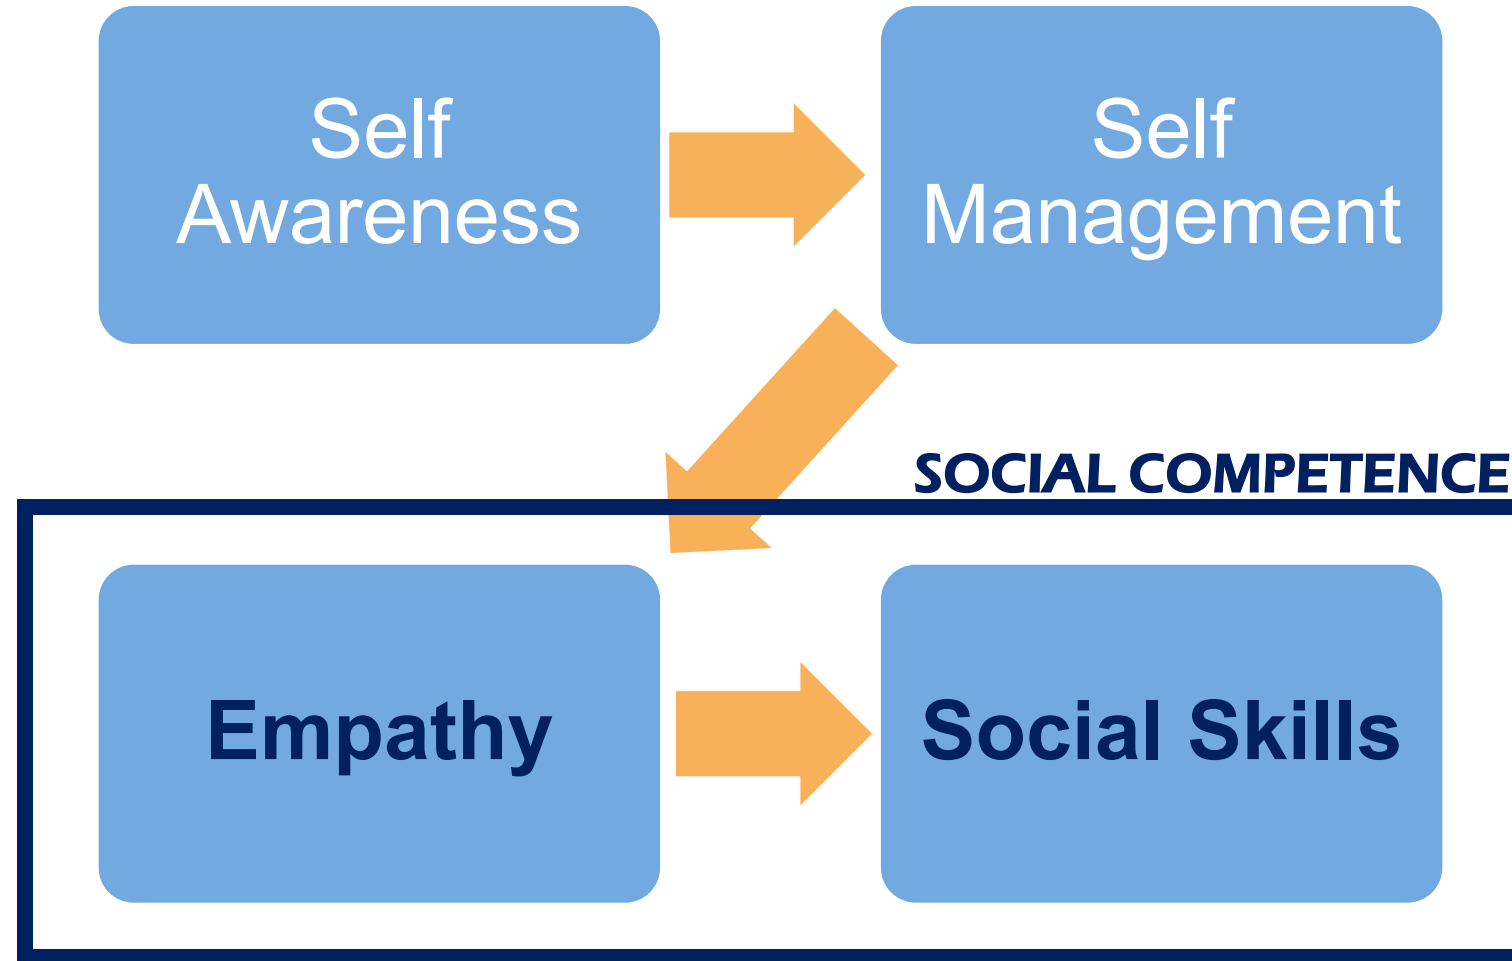 Self
Awareness
Self
Management
SOCIAL COMPETENCE
Empathy
Social Skills